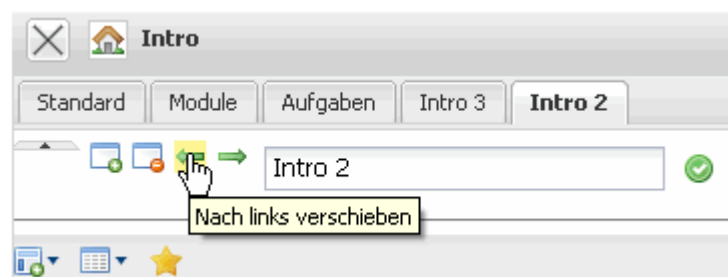 Intro
Standard Module Aufgaben Intro 3 Intro 2
Intro 2
Nach links verschieben